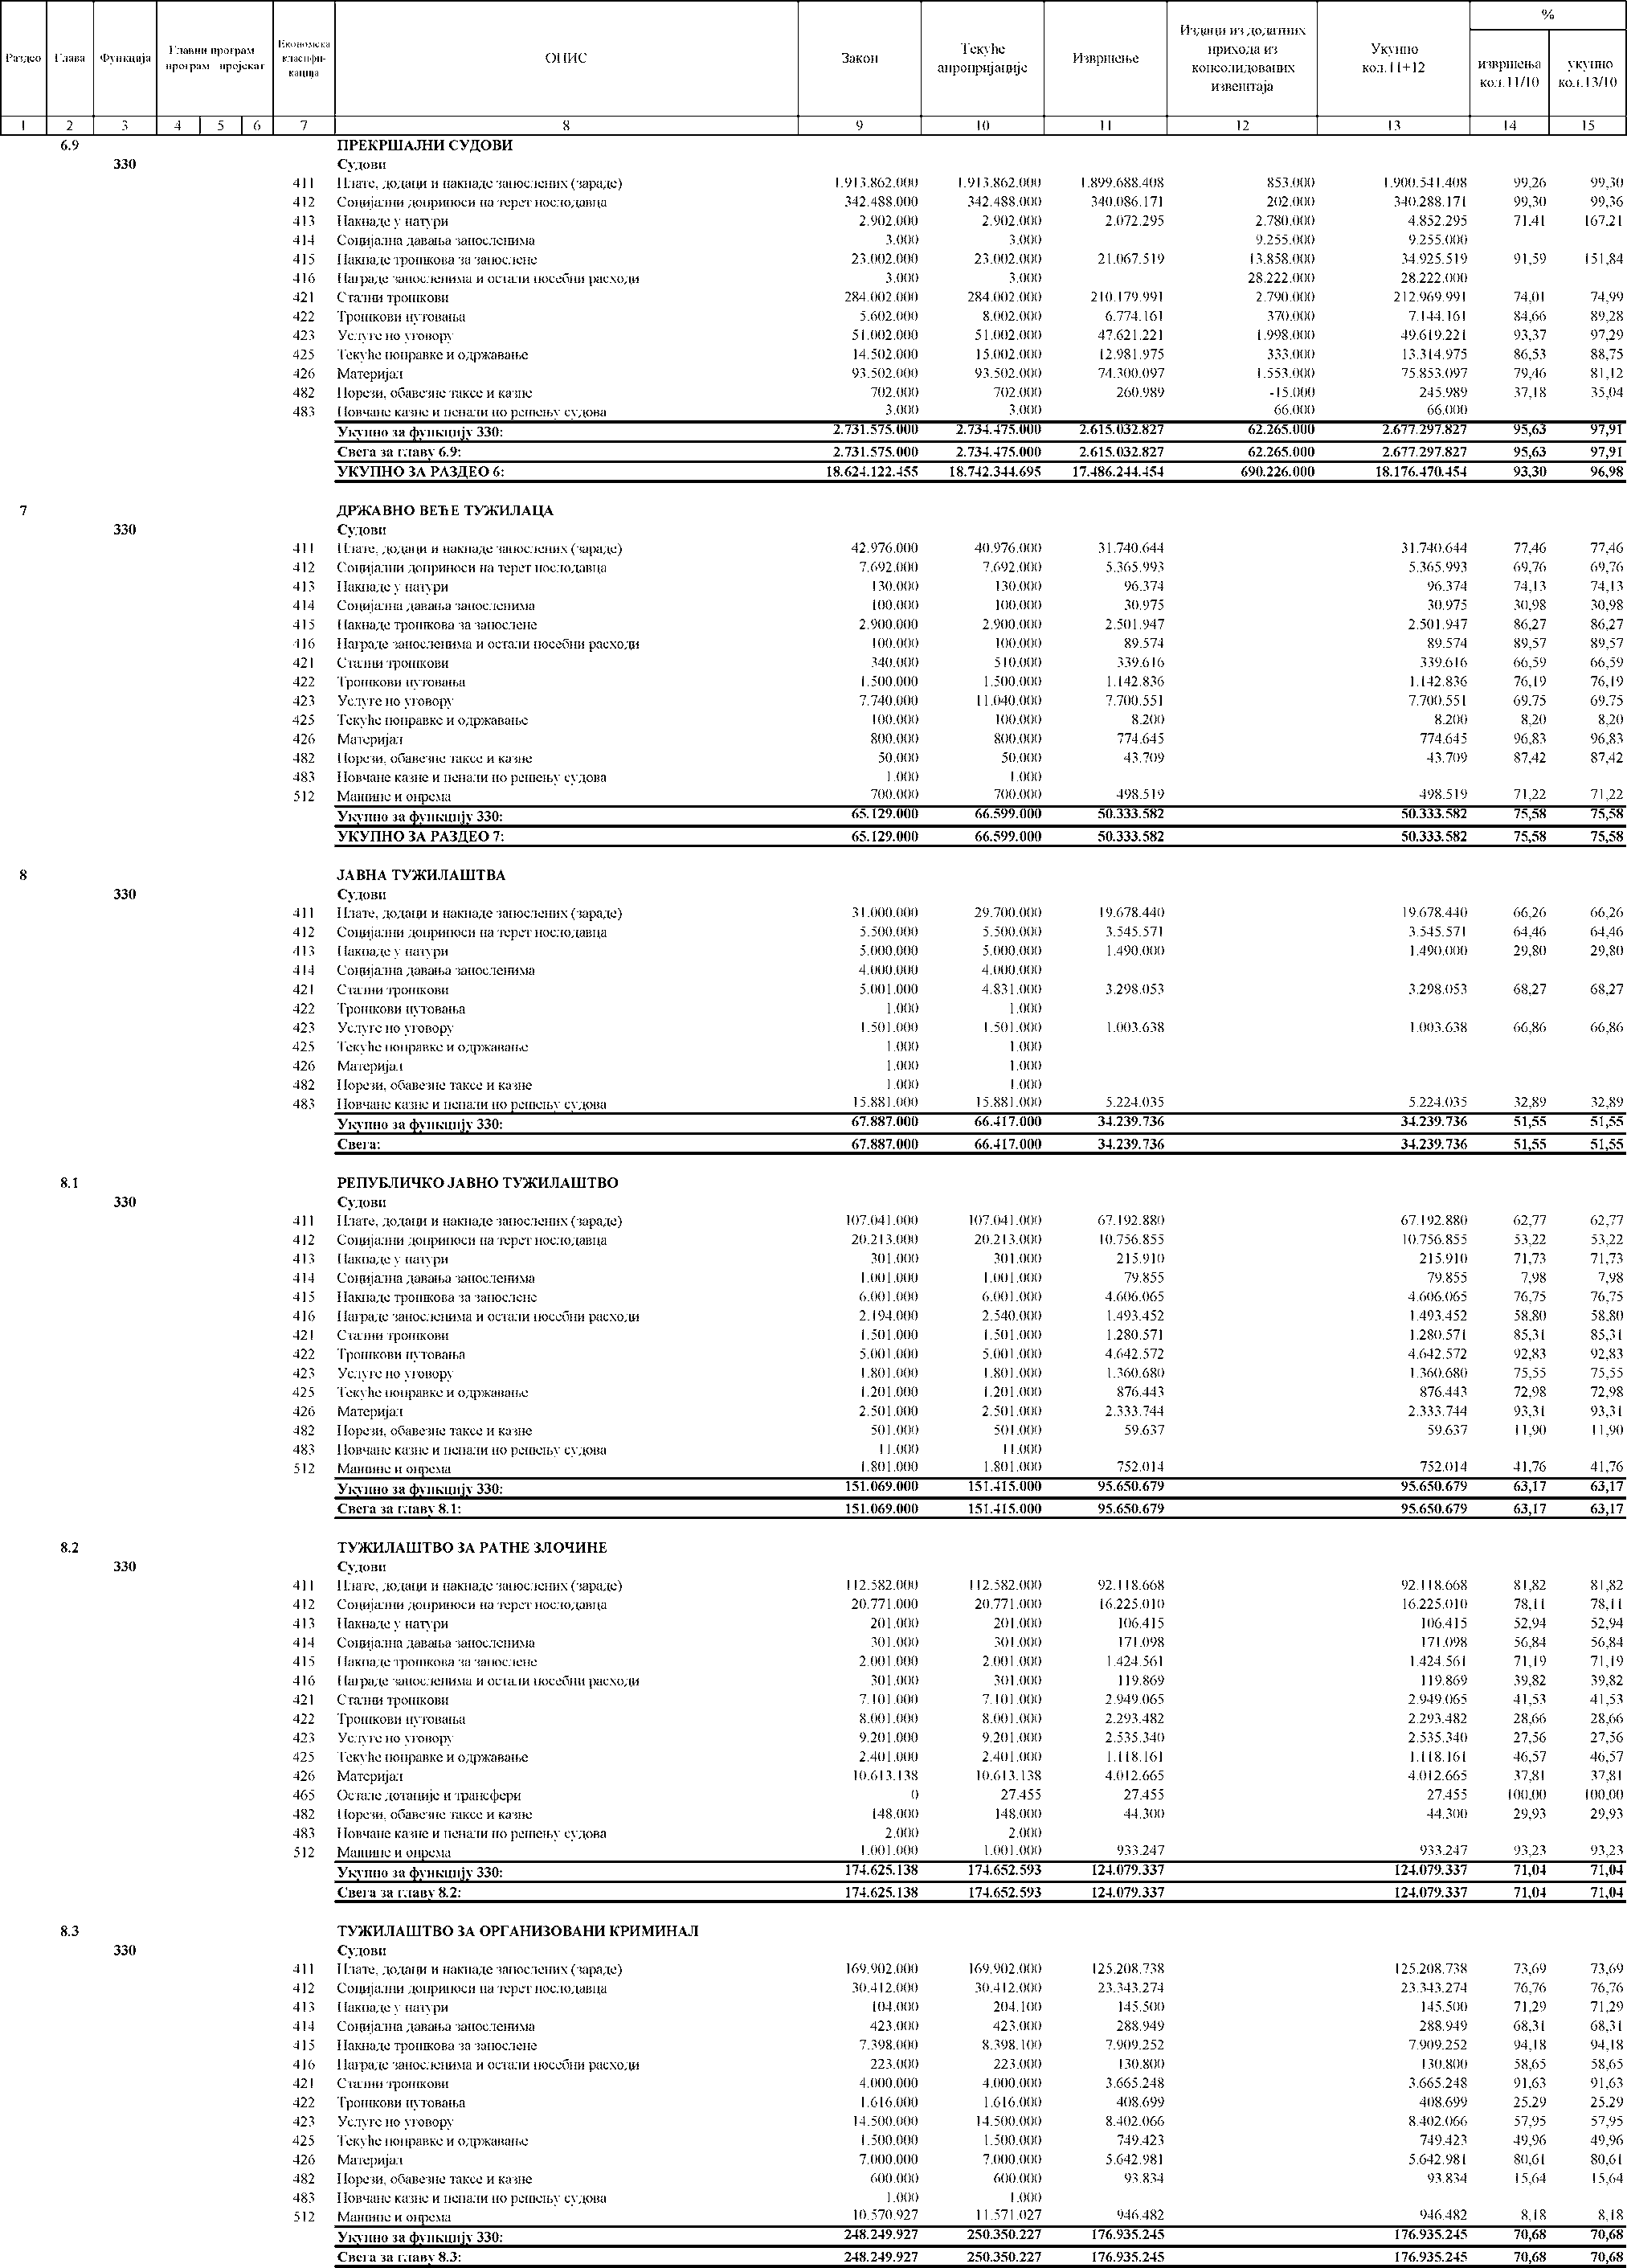 Раздео Глава Функција Главни програм програм пројекат Економска класифи-кација ОПИС Закон Текуће апропријације Извршење Издаци из додатних прихода из консолидованих извештаја Укупно кол.11+12 % извршења кол.11/10 укупно кол.13/10
1 2 3 4 5 6 7 8 9 10 11 12 13 14 15
6.9 ПРЕКРШАЈНИ СУДОВИ
330 Судови
411 Плате, додаци и накнаде запослених (зараде) 1.913.862.000 1.913.862.000 1.899.688.408 853.000 1.900.541.408 99,26 99,30
412 Социјални доприноси на терет послодавца 342.488.000 342.488.000 340.086.171 202.000 340.288.171 99,30 99,36
413 Накнаде у натури 2.902.000 2.902.000 2.072.295 2.780.000 4.852.295 71,41 167,21
414 Социјална давања запосленима 3.000 3.000 9.255.000 9.255.000
415 Накнаде трошкова за запослене 23.002.000 23.002.000 21.067.519 13.858.000 34.925.519 91,59 151,84
416 Награде запосленима и остали посебни расходи 3.000 3.000 28.222.000 28.222.000
421 Стални трошкови 284.002.000 284.002.000 210.179.991 2.790.000 212.969.991 74,01 74,99
422 Трошкови путовања 5.602.000 8.002.000 6.774.161 370.000 7.144.161 84,66 89,28
423 Услуге по уговору 51.002.000 51.002.000 47.621.221 1.998.000 49.619.221 93,37 97,29
425 Текуће поправке и одржавање 14.502.000 15.002.000 12.981.975 333.000 13.314.975 86,53 88,75
426 Материјал 93.502.000 93.502.000 74.300.097 1.553.000 75.853.097 79,46 81,12
482 Порези, обавезне таксе и казне 702.000 702.000 260.989 -15.000 245.989 37,18 35,04
483 Новчане казне и пенали по решењу судова 3.000 3.000 66.000 66.000
Укупно за функцију 330: 2.731.575.000 2.734.475.000 2.615.032.827 62.265.000 2.677.297.827 95,63 97,91
Свега за главу 6.9: 2.731.575.000 2.734.475.000 2.615.032.827 62.265.000 2.677.297.827 95,63 97,91
УКУПНО ЗА РАЗДЕО 6: 18.624.122.455 18.742.344.695 17.486.244.454 690.226.000 18.176.470.454 93,30 96,98
7 ДРЖАВНО ВЕЋЕ ТУЖИЛАЦА
330 Судови
411 Плате, додаци и накнаде запослених (зараде) 42.976.000 40.976.000 31.740.644 31.740.644 77,46 77,46
412 Социјални доприноси на терет послодавца 7.692.000 7.692.000 5.365.993 5.365.993 69,76 69,76
413 Накнаде у натури 130.000 130.000 96.374 96.374 74,13 74,13
414 Социјална давања запосленима 100.000 100.000 30.975 30.975 30,98 30,98
415 Накнаде трошкова за запослене 2.900.000 2.900.000 2.501.947 2.501.947 86,27 86,27
416 Награде запосленима и остали посебни расходи 100.000 100.000 89.574 89.574 89,57 89,57
421 Стални трошкови 340.000 510.000 339.616 339.616 66,59 66,59
422 Трошкови путовања 1.500.000 1.500.000 1.142.836 1.142.836 76,19 76,19
423 Услуге по уговору 7.740.000 11.040.000 7.700.551 7.700.551 69,75 69,75
425 Текуће поправке и одржавање 100.000 100.000 8.200 8.200 8,20 8,20
426 Материјал 800.000 800.000 774.645 774.645 96,83 96,83
482 Порези, обавезне таксе и казне 50.000 50.000 43.709 43.709 87,42 87,42
483 Новчане казне и пенали по решењу судова 1.000 1.000
512 Машине и опрема 700.000 700.000 498.519 498.519 71,22 71,22
Укупно за функцију 330: 65.129.000 66.599.000 50.333.582 50.333.582 75,58 75,58
УКУПНО ЗА РАЗДЕО 7: 65.129.000 66.599.000 50.333.582 50.333.582 75,58 75,58
8 ЈАВНА ТУЖИЛАШТВА
330 Судови
411 Плате, додаци и накнаде запослених (зараде) 31.000.000 29.700.000 19.678.440 19.678.440 66,26 66,26
412 Социјални доприноси на терет послодавца 5.500.000 5.500.000 3.545.571 3.545.571 64,46 64,46
413 Накнаде у натури 5.000.000 5.000.000 1.490.000 1.490.000 29,80 29,80
414 Социјална давања запосленима 4.000.000 4.000.000
421 Стални трошкови 5.001.000 4.831.000 3.298.053 3.298.053 68,27 68,27
422 Трошкови путовања 1.000 1.000
423 Услуге по уговору 1.501.000 1.501.000 1.003.638 1.003.638 66,86 66,86
425 Текуће поправке и одржавање 1.000 1.000
426 Материјал 1.000 1.000
482 Порези, обавезне таксе и казне 1.000 1.000
483 Новчане казне и пенали по решењу судова 15.881.000 15.881.000 5.224.035 5.224.035 32,89 32,89
Укупно за функцију 330: 67.887.000 66.417.000 34.239.736 34.239.736 51,55 51,55
Свега: 67.887.000 66.417.000 34.239.736 34.239.736 51,55 51,55
8.1 РЕПУБЛИЧКО ЈАВНО ТУЖИЛАШТВО
330 Судови
411 Плате, додаци и накнаде запослених (зараде) 107.041.000 107.041.000 67.192.880 67.192.880 62,77 62,77
412 Социјални доприноси на терет послодавца 20.213.000 20.213.000 10.756.855 10.756.855 53,22 53,22
413 Накнаде у натури 301.000 301.000 215.910 215.910 71,73 71,73
414 Социјална давања запосленима 1.001.000 1.001.000 79.855 79.855 7,98 7,98
415 Накнаде трошкова за запослене 6.001.000 6.001.000 4.606.065 4.606.065 76,75 76,75
416 Награде запосленима и остали посебни расходи 2.194.000 2.540.000 1.493.452 1.493.452 58,80 58,80
421 Стални трошкови 1.501.000 1.501.000 1.280.571 1.280.571 85,31 85,31
422 Трошкови путовања 5.001.000 5.001.000 4.642.572 4.642.572 92,83 92,83
423 Услуге по уговору 1.801.000 1.801.000 1.360.680 1.360.680 75,55 75,55
425 Текуће поправке и одржавање 1.201.000 1.201.000 876.443 876.443 72,98 72,98
426 Материјал 2.501.000 2.501.000 2.333.744 2.333.744 93,31 93,31
482 Порези, обавезне таксе и казне 501.000 501.000 59.637 59.637 11,90 11,90
483 Новчане казне и пенали по решењу судова 11.000 11.000
512 Машине и опрема 1.801.000 1.801.000 752.014 752.014 41,76 41,76
Укупно за функцију 330: 151.069.000 151.415.000 95.650.679 95.650.679 63,17 63,17
Свега за главу 8.1: 151.069.000 151.415.000 95.650.679 95.650.679 63,17 63,17
8.2 ТУЖИЛАШТВО ЗА РАТНЕ ЗЛОЧИНЕ
330 Судови
411 Плате, додаци и накнаде запослених (зараде) 112.582.000 112.582.000 92.118.668 92.118.668 81,82 81,82
412 Социјални доприноси на терет послодавца 20.771.000 20.771.000 16.225.010 16.225.010 78,11 78,11
413 Накнаде у натури 201.000 201.000 106.415 106.415 52,94 52,94
414 Социјална давања запосленима 301.000 301.000 171.098 171.098 56,84 56,84
415 Накнаде трошкова за запослене 2.001.000 2.001.000 1.424.561 1.424.561 71,19 71,19
416 Награде запосленима и остали посебни расходи 301.000 301.000 119.869 119.869 39,82 39,82
421 Стални трошкови 7.101.000 7.101.000 2.949.065 2.949.065 41,53 41,53
422 Трошкови путовања 8.001.000 8.001.000 2.293.482 2.293.482 28,66 28,66
423 Услуге по уговору 9.201.000 9.201.000 2.535.340 2.535.340 27,56 27,56
425 Текуће поправке и одржавање 2.401.000 2.401.000 1.118.161 1.118.161 46,57 46,57
426 Материјал 10.613.138 10.613.138 4.012.665 4.012.665 37,81 37,81
465 Остале дотације и трансфери 0 27.455 27.455 27.455 100,00 100,00
482 Порези, обавезне таксе и казне 148.000 148.000 44.300 44.300 29,93 29,93
483 Новчане казне и пенали по решењу судова 2.000 2.000
512 Машине и опрема 1.001.000 1.001.000 933.247 933.247 93,23 93,23
Укупно за функцију 330: 174.625.138 174.652.593 124.079.337 124.079.337 71,04 71,04
Свега за главу 8.2: 174.625.138 174.652.593 124.079.337 124.079.337 71,04 71,04
8.3 ТУЖИЛАШТВО ЗА ОРГАНИЗОВАНИ КРИМИНАЛ
330 Судови
411 Плате, додаци и накнаде запослених (зараде) 169.902.000 169.902.000 125.208.738 125.208.738 73,69 73,69
412 Социјални доприноси на терет послодавца 30.412.000 30.412.000 23.343.274 23.343.274 76,76 76,76
413 Накнаде у натури 104.000 204.100 145.500 145.500 71,29 71,29
414 Социјална давања запосленима 423.000 423.000 288.949 288.949 68,31 68,31
415 Накнаде трошкова за запослене 7.398.000 8.398.100 7.909.252 7.909.252 94,18 94,18
416 Награде запосленима и остали посебни расходи 223.000 223.000 130.800 130.800 58,65 58,65
421 Стални трошкови 4.000.000 4.000.000 3.665.248 3.665.248 91,63 91,63
422 Трошкови путовања 1.616.000 1.616.000 408.699 408.699 25,29 25,29
423 Услуге по уговору 14.500.000 14.500.000 8.402.066 8.402.066 57,95 57,95
425 Текуће поправке и одржавање 1.500.000 1.500.000 749.423 749.423 49,96 49,96
426 Материјал 7.000.000 7.000.000 5.642.981 5.642.981 80,61 80,61
482 Порези, обавезне таксе и казне 600.000 600.000 93.834 93.834 15,64 15,64
483 Новчане казне и пенали по решењу судова 1.000 1.000
512 Машине и опрема 10.570.927 11.571.027 946.482 946.482 8,18 8,18
Укупно за функцију 330: 248.249.927 250.350.227 176.935.245 176.935.245 70,68 70,68
Свега за главу 8.3: 248.249.927 250.350.227 176.935.245 176.935.245 70,68 70,68